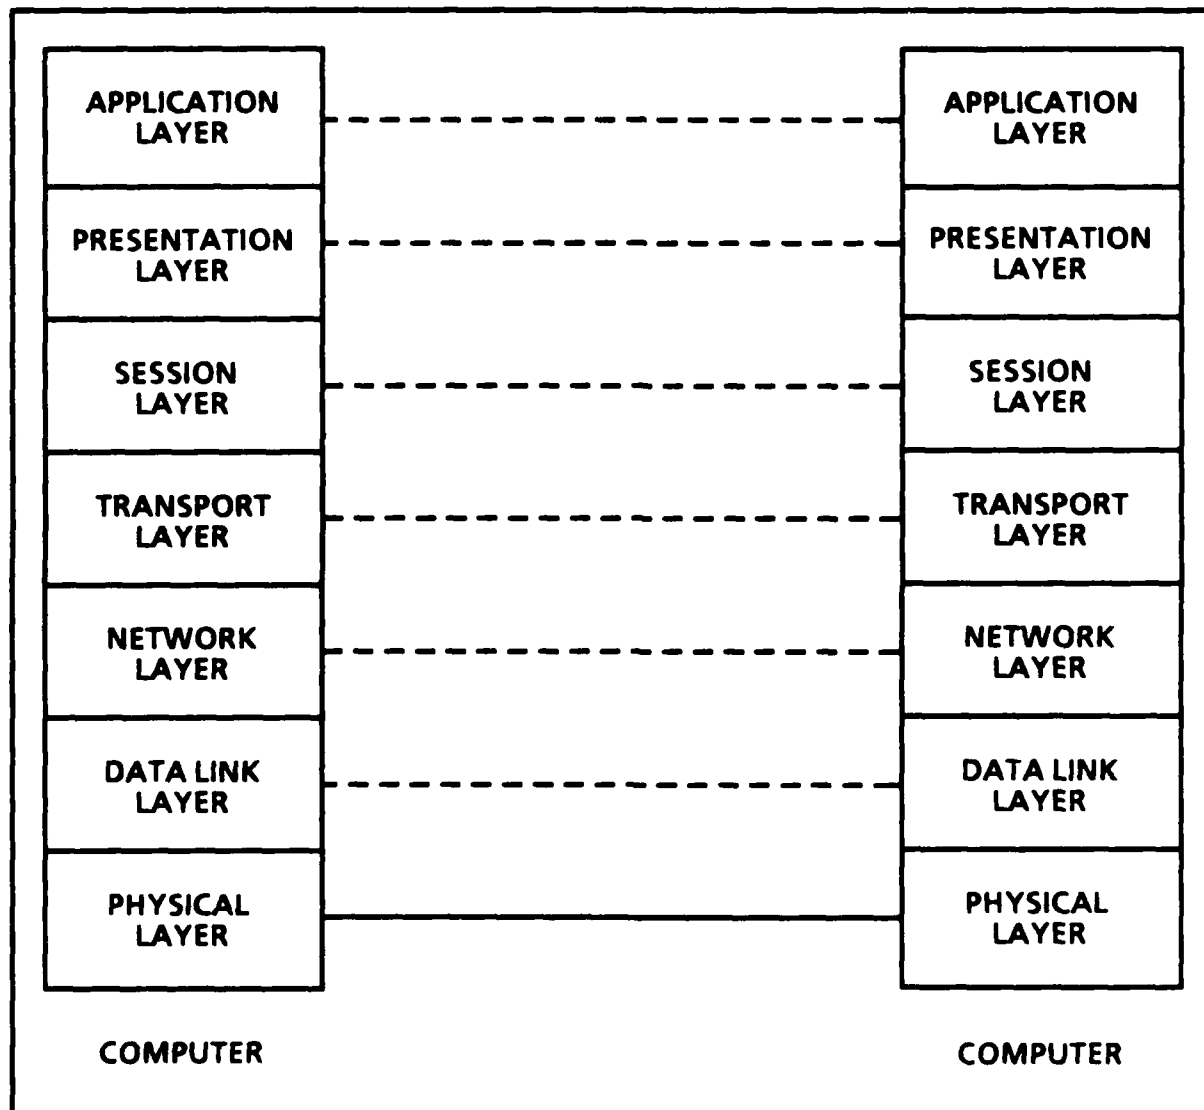 APPLICATION
LAYER
PRESENTATION
LAYER
SESSION
LAYER
TRANSPORT
LAYER
NETWORK
LAYER
DATA LINK
LAYER
PHYSICAL
LAYER
COMPUTER
APPLICATION
LAYER
PRESENTATION
LAYER
SESSION
LAYER
TRANSPORT
LAYER
NETWORK
LAYER
DATA LINK
LAYER
PHYSICAL
LAYER
COMPUTER